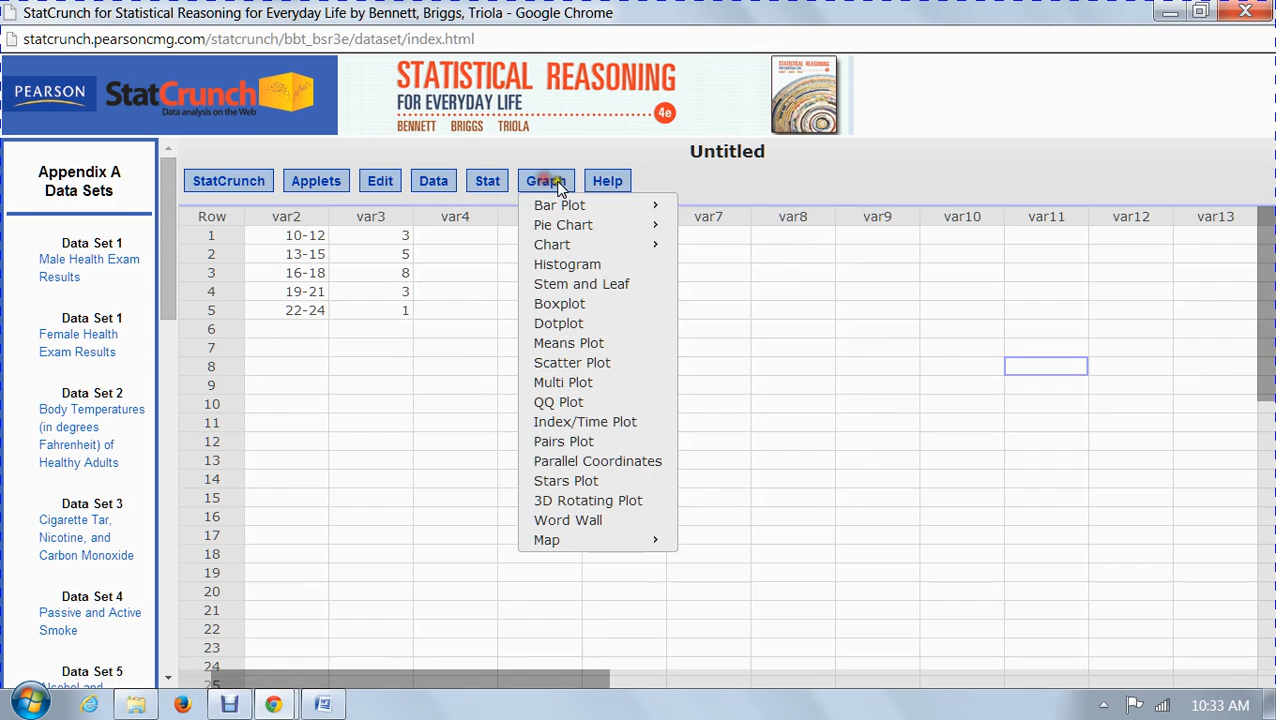 StatCrunch for Statistical Reasoning for Everyday Life by Bennett, Briggs, Triola - Google Chrome
statcrunch.pearsoncmg.com/statcrunch/bbt_bsr3e/dataset/index.html
PEARSON StatCrunch
Data analysis on the Web
STATISTICAL REASONING
FOR EVERYDAY LIFE 4e
BENNETT BRIGGS TRIOLA
Untitled
StatCrunch Applets Edit Data Stat Graph Help
Appendix A
Data Sets
Data Set 1
Male Health Exam
Results
Data Set 1
Female Health
Exam Results
Data Set 2
Body Temperatures
(in degrees
Fahrenheit) of
Healthy Adults
Data Set 3
Cigarette Tar,
Nicotine, and
Carbon Monoxide
Data Set 4
Passive and Active
Smoke
Data Set 5
Alcohol and
Row var2 var3 var4 var7 var8 var9 var10 var11 var12 var13
1 10-12 3
2 13-15 5
3 16-18 8
4 19-21 3
5 22-24 1
6
7
8
9
10
11
12
13
14
15
16
17
18
19
20
21
22
23
24
25
Bar Plot
Pie Chart
Chart
Histogram
Stem and Leaf
Boxplot
Dotplot
Means Plot
Scatter Plot
Multi Plot
QQ Plot
Index/Time Plot
Pairs Plot
Parallel Coordinates
Stars Plot
3D Rotating Plot
Word Wall
Map
10:33 AM